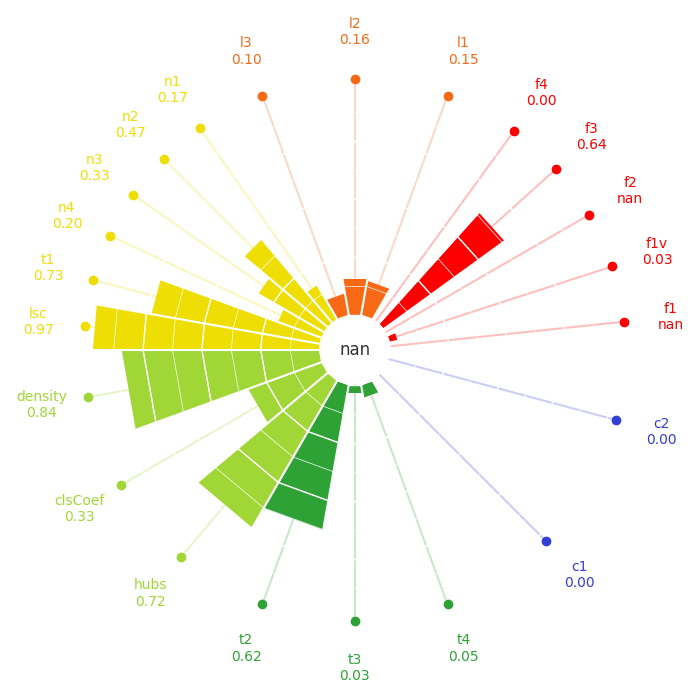 l2
0.16
l3
0.10
l1
0.15
n1
0.17
f4
0.00
n2
0.47
f3
0.64
n3
0.33
f2
nan
n4
0.20
f1v
0.03
t1
0.73
f1
nan
lsc
0.97
nan
density
0.84
c2
0.00
clsCoef
0.33
c1
0.00
hubs
0.72
t2
0.62
t4
0.05
t3
0.03